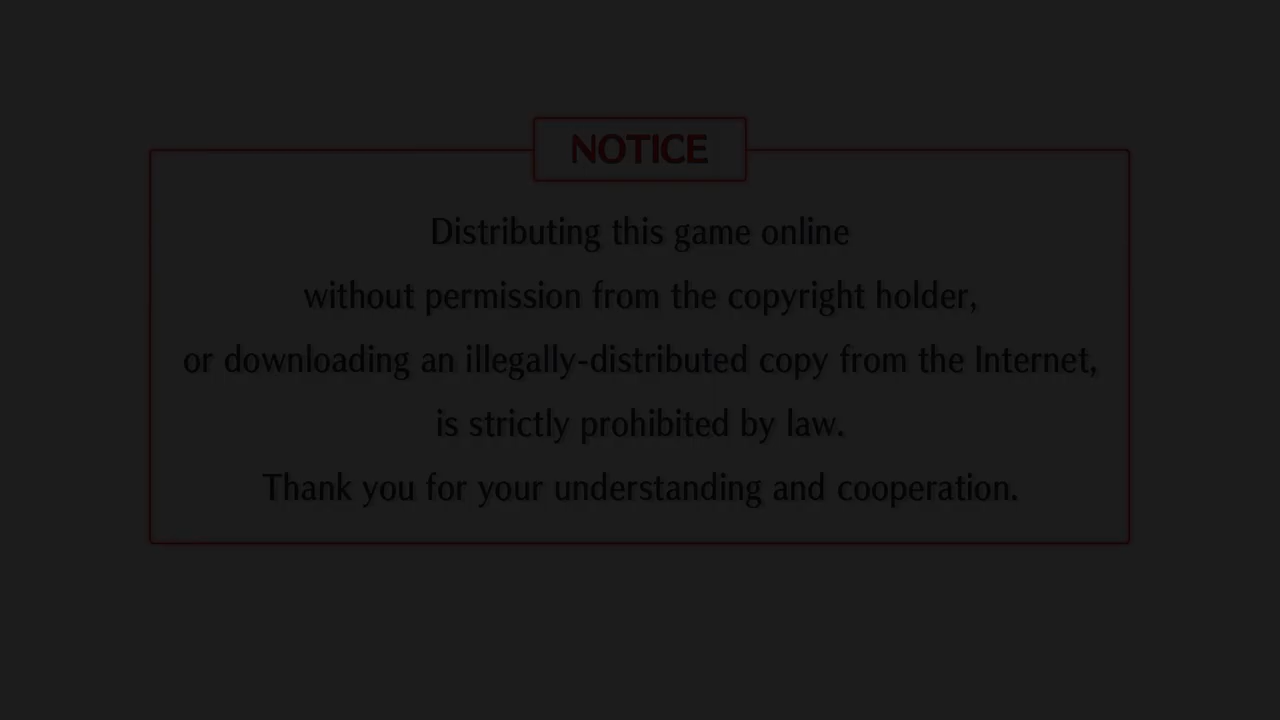 NOTICE
Distributing this game online
without permission from the copyright holder,
or downloading an illegally-distributed copy from the Internet,
is strictly prohibited by law.
Thank you for your understanding and cooperation.